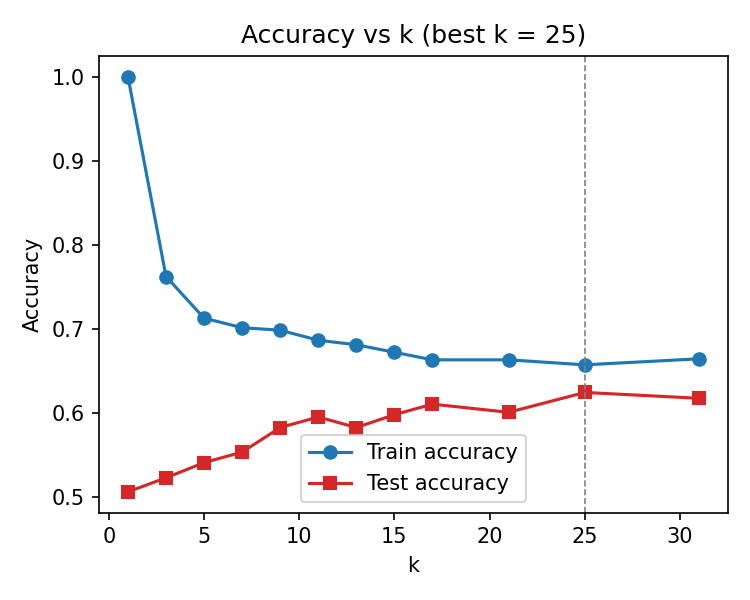 Accuracy vs k (best k = 25)
1.0
0.9
0.8
0.7
0.6
0.5
Accuracy
Train accuracy
Test accuracy
0 5 10 15 20 25 30
k